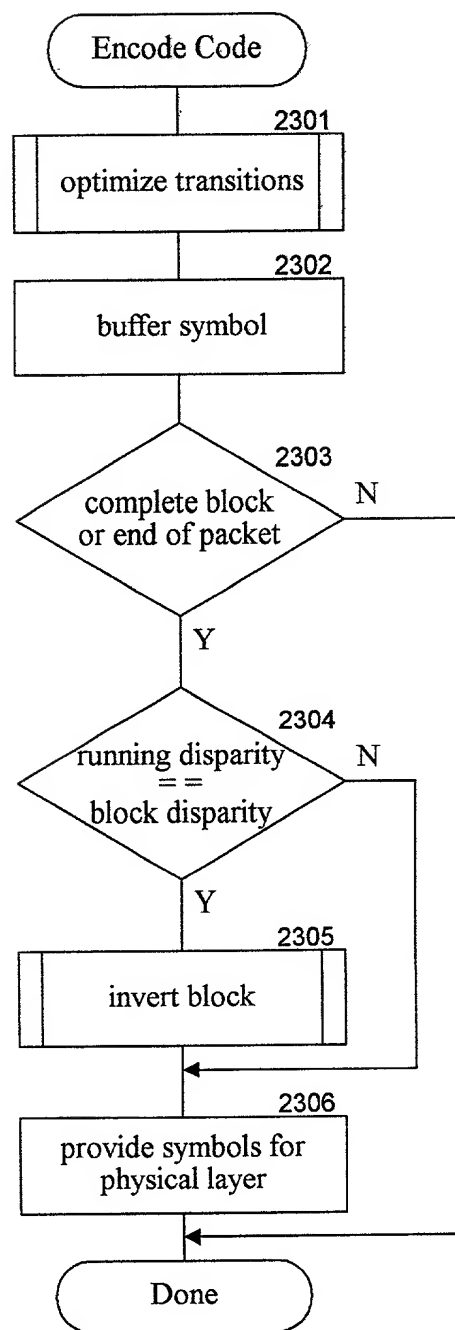 Encode Code
2301
optimize transitions
2302
buffer symbol
2303
complete block
or end of packet
N
Y
2304
running disparity
==
block disparity
N
Y
2305
invert block
2306
provide symbols for
physical layer
Done